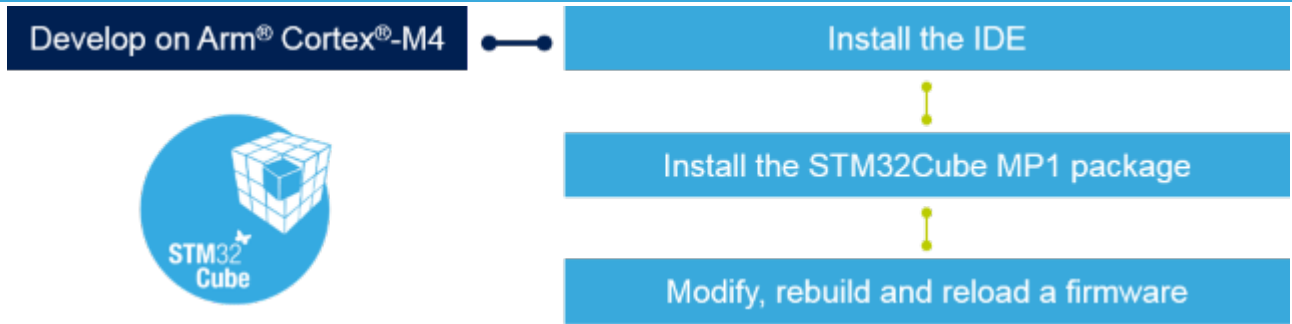 Develop on Arm® Cortex®-M4
Install the IDE
Install the STM32Cube MP1 package
STM32
Cube
Modify, rebuild and reload a firmware